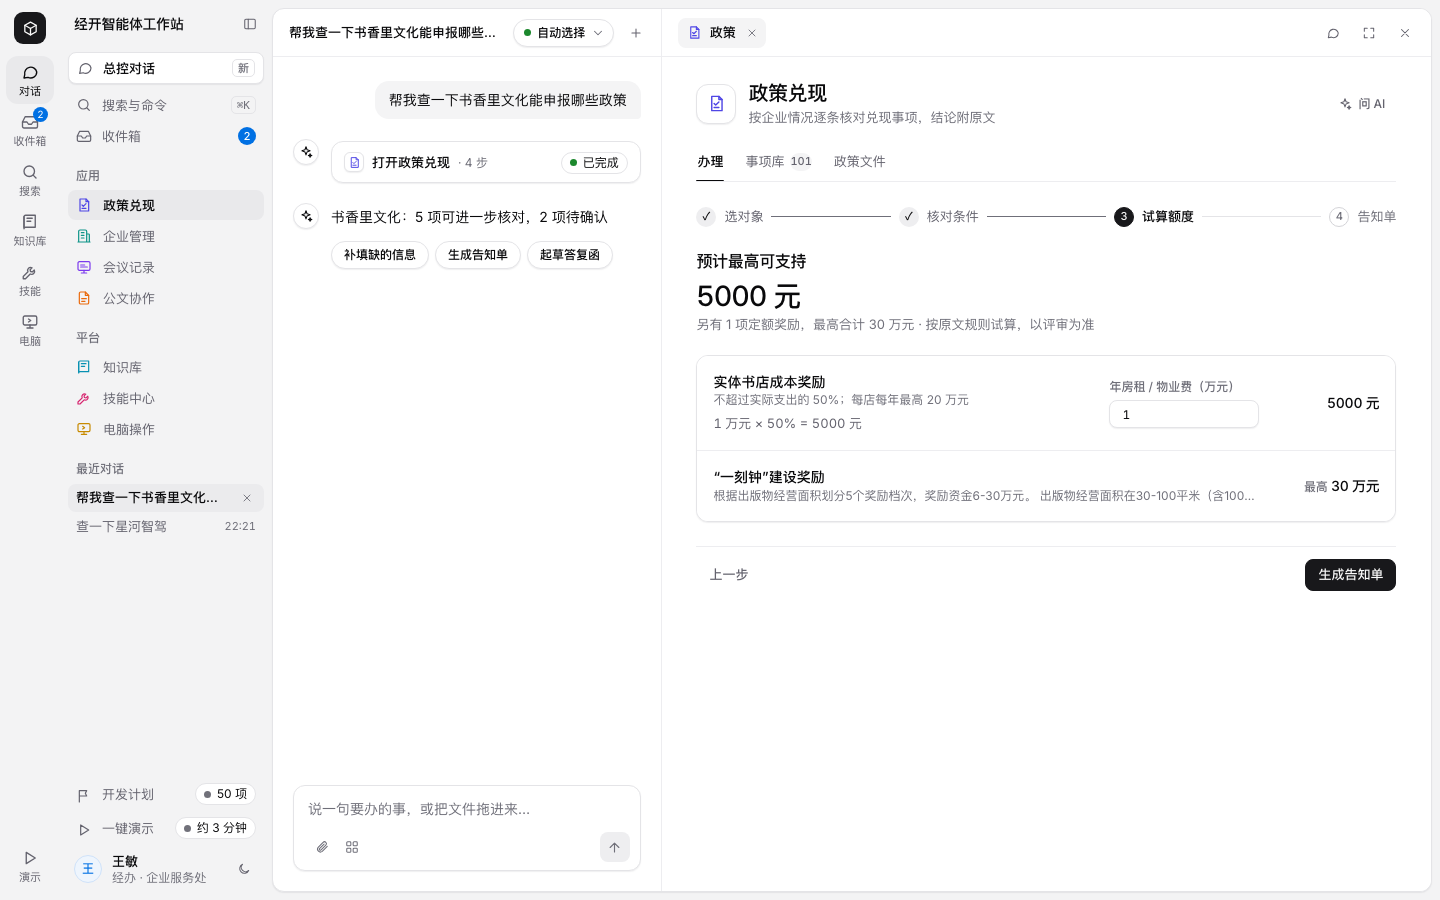 对话
2
收件箱
搜索
知识库
技能
电脑
演示
经开智能体工作站
总控对话 新
搜索与命令 ⌘K
收件箱 2
应用
政策兑现
企业管理
会议记录
公文协作
平台
知识库
技能中心
电脑操作
最近对话
帮我查一下书香里文化...
查一下星河智驾 22:21
开发计划 50 项
一键演示 约 3 分钟
王 王敏
经办 · 企业服务处
帮我查一下书香里文化能申报哪些... 自动选择
帮我查一下书香里文化能申报哪些政策
打开政策兑现 · 4 步 已完成
书香里文化：5 项可进一步核对，2 项待确认
补填缺的信息 生成告知单 起草答复函
说一句要办的事，或把文件拖进来...
政策
政策兑现
按企业情况逐条核对兑现事项，结论附原文
问 AI
办理 事项库 101 政策文件
✓ 选对象 ✓ 核对条件 3 试算额度 4 告知单
预计最高可支持
5000 元
另有 1 项定额奖励，最高合计 30 万元 · 按原文规则试算，以评审为准
实体书店成本奖励
不超过实际支出的 50%；每店每年最高 20 万元
1 万元 × 50% = 5000 元
年房租 / 物业费（万元）
1
5000 元
“一刻钟”建设奖励
根据出版物经营面积划分5个奖励档次，奖励资金6-30万元。 出版物经营面积在30-100平米（含100...
最高 30 万元
上一步 生成告知单